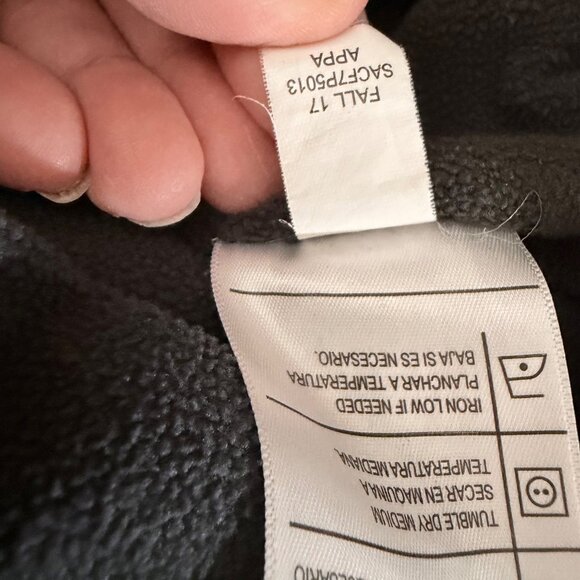 FALL 17
SACF7P5013
APPA
TUMBLE DRY MEDIUM
SECAR EN MAQUINA A
TEMPERATURA MEDIANA.
IRON LOW IF NEEDED
PLANCHAR A TEMPERATURA
BAJA SI ES NECESARIO.